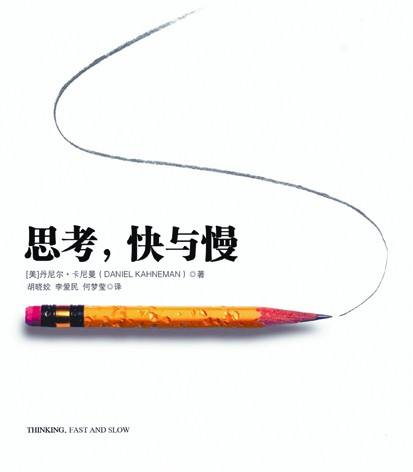 思考，快与慢
[美]丹尼尔·卡尼曼（DANIEL KAHNEMAN）◎著
胡晓姣 李爱民 何梦莹◎译
THINKING, FAST AND SLOW